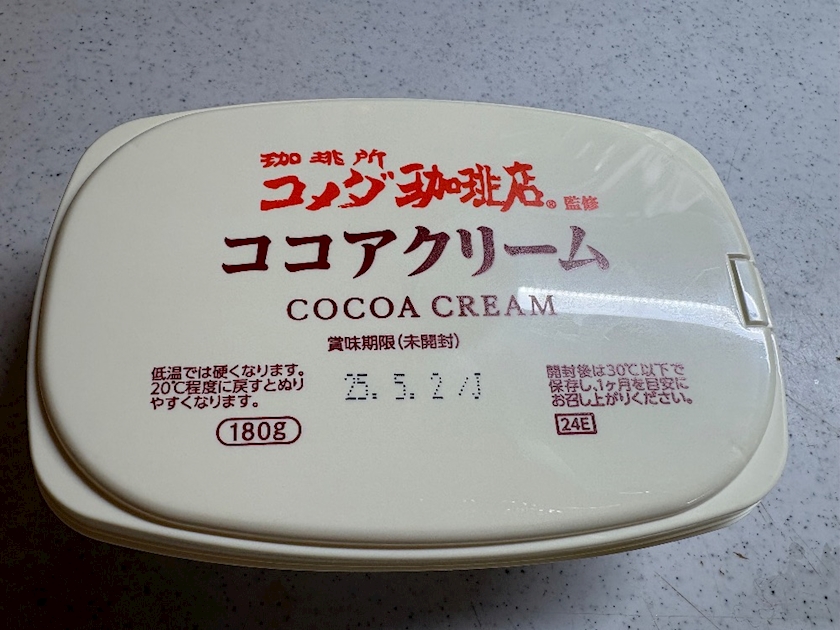 珈琲所
コメダ珈琲店® 監修
ココアクリーム
COCOA CREAM
賞味期限(未開封)
25. 5. 2 /J
低温では硬くなります。
20℃程度に戻すとぬり
やすくなります。
180g
開封後は30℃以下で
保存し、1ヶ月を目安に
お召し上がりください。
24E